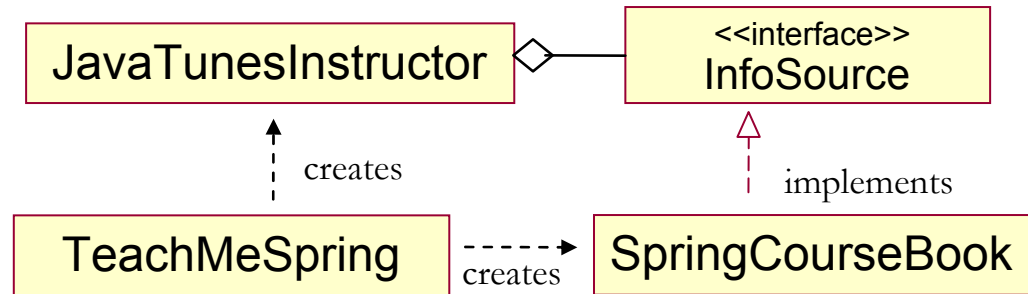 JavaTunesInstructor
<<interface>>
InfoSource
creates
implements
TeachMeSpring
creates
SpringCourseBook